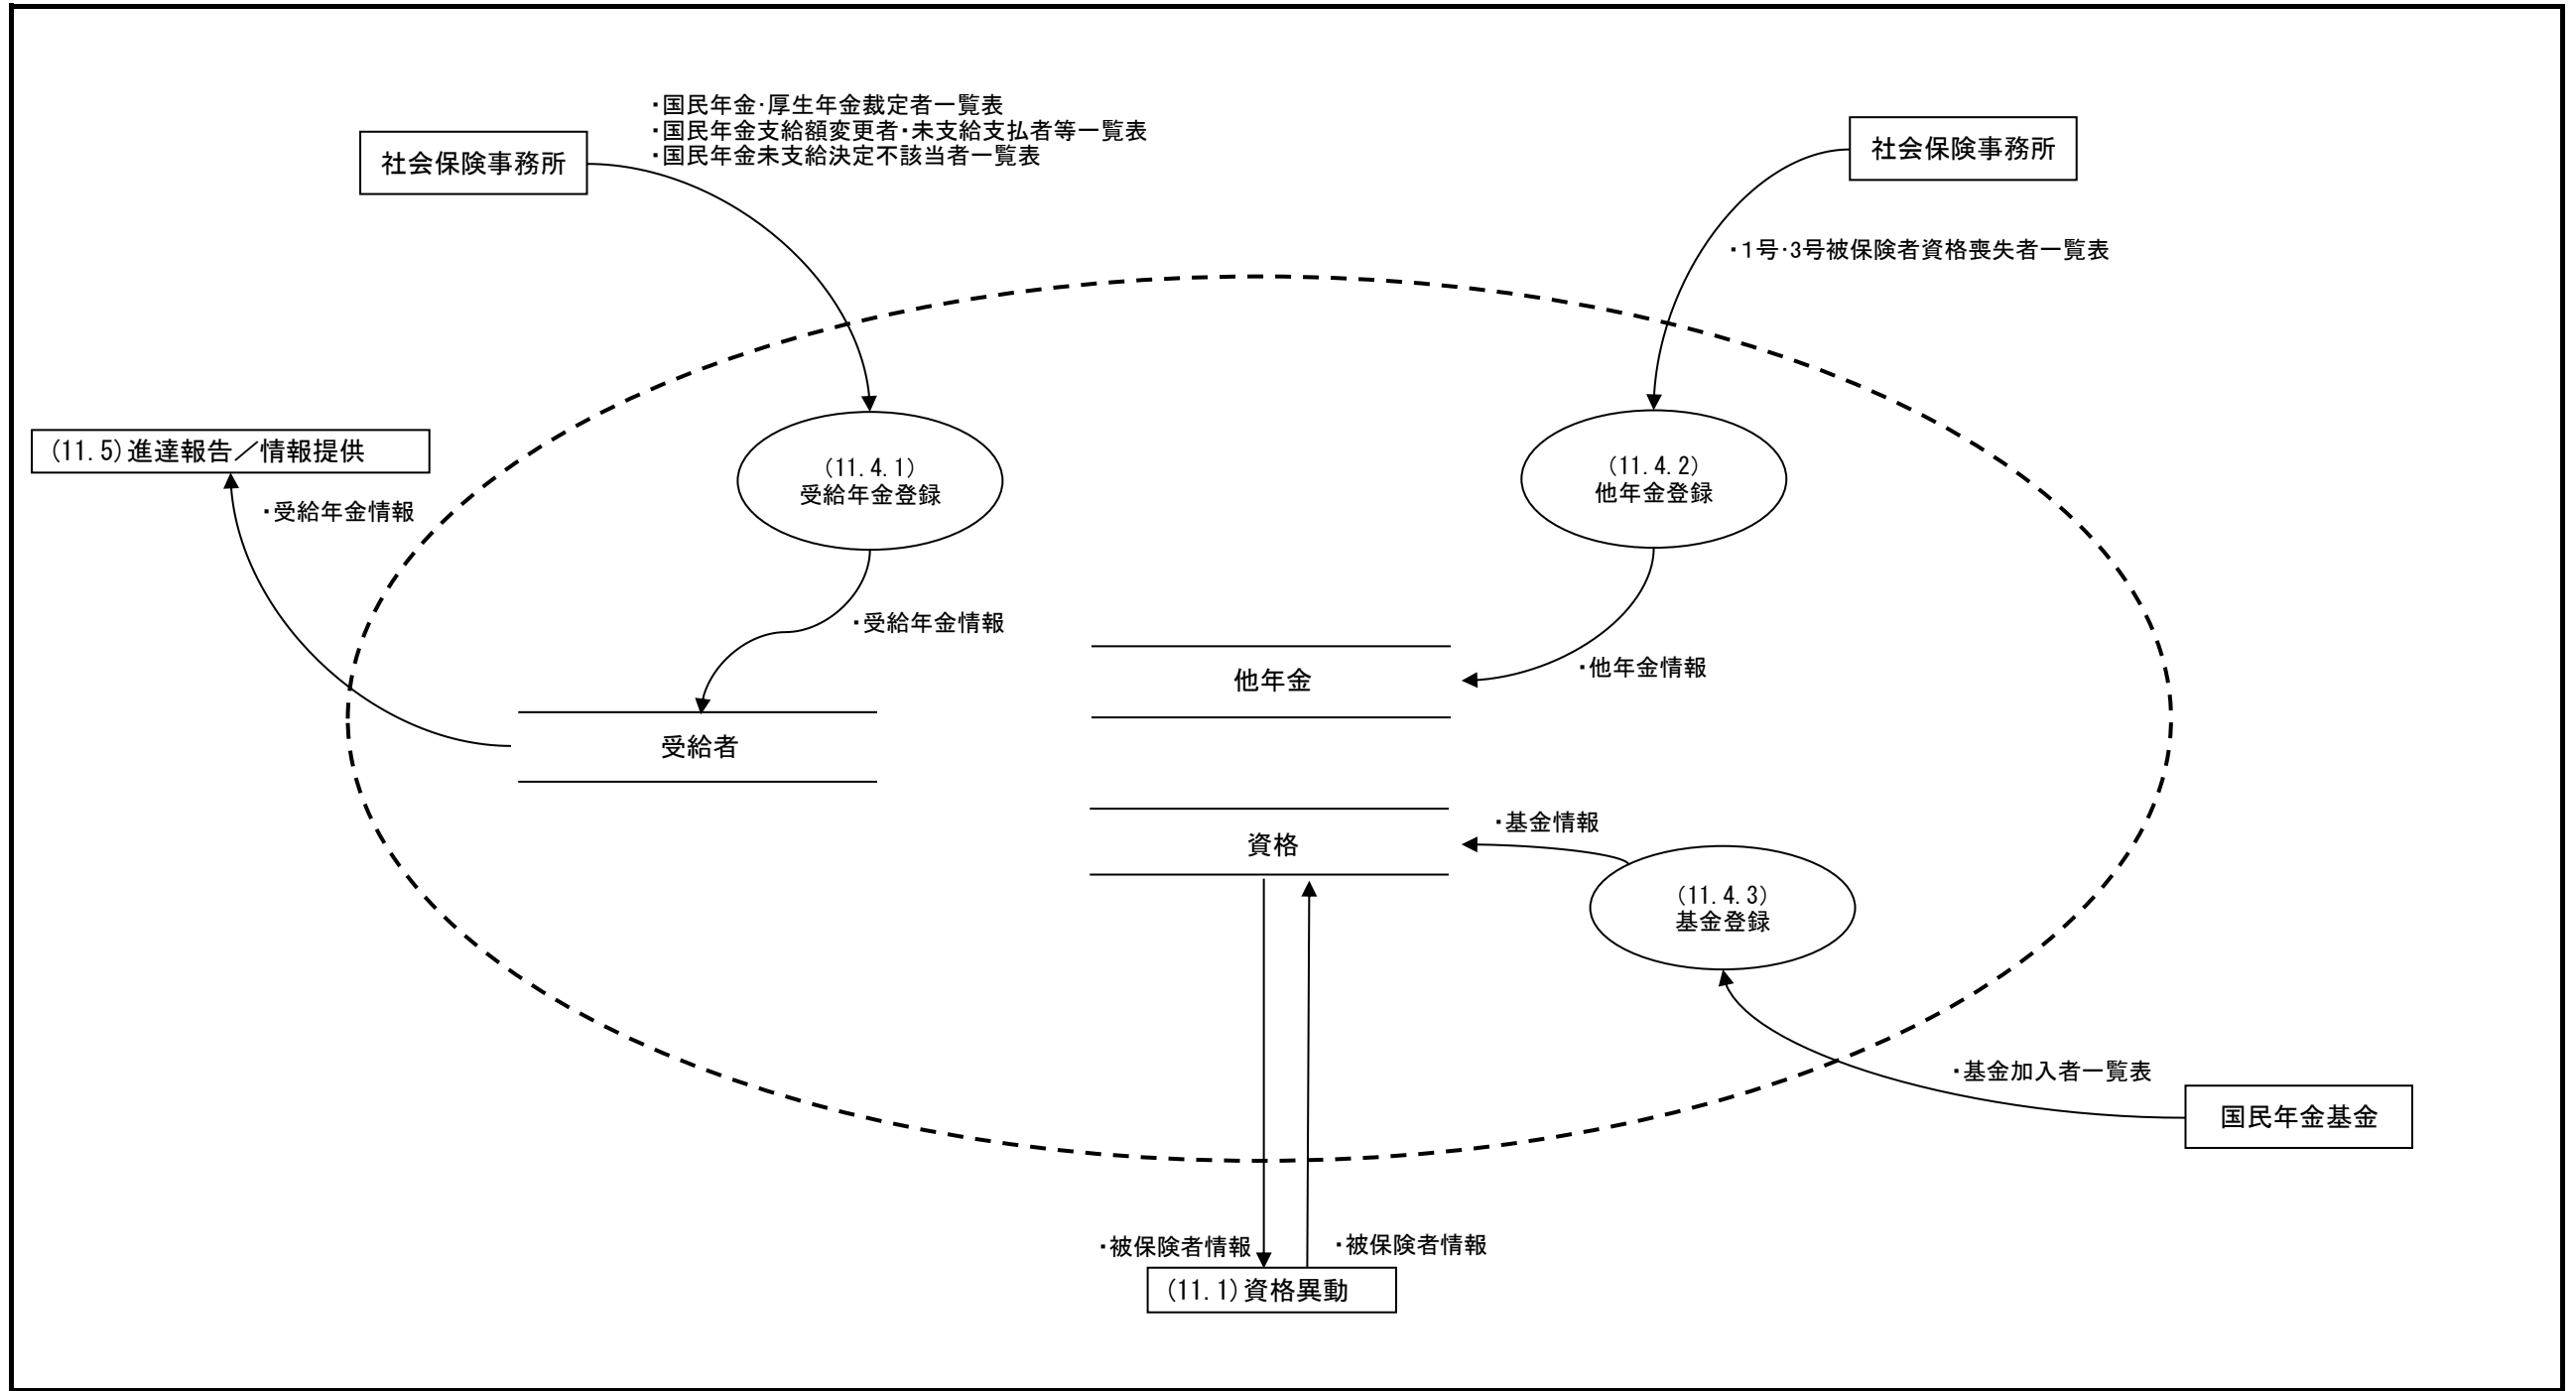 ・国民年金・厚生年金裁定者一覧表
・国民年金支給額変更者・未支給支払者等一覧表
・国民年金未支給決定不該当者一覧表
社会保険事務所
社会保険事務所
・1号・3号被保険者資格喪失者一覧表
(11.5)進達報告／情報提供
・受給年金情報
(11.4.1)
受給年金登録
(11.4.2)
他年金登録
・受給年金情報
・他年金情報
他年金
受給者
・基金情報
資格
(11.4.3)
基金登録
・基金加入者一覧表
国民年金基金
・被保険者情報
・被保険者情報
(11.1)資格異動